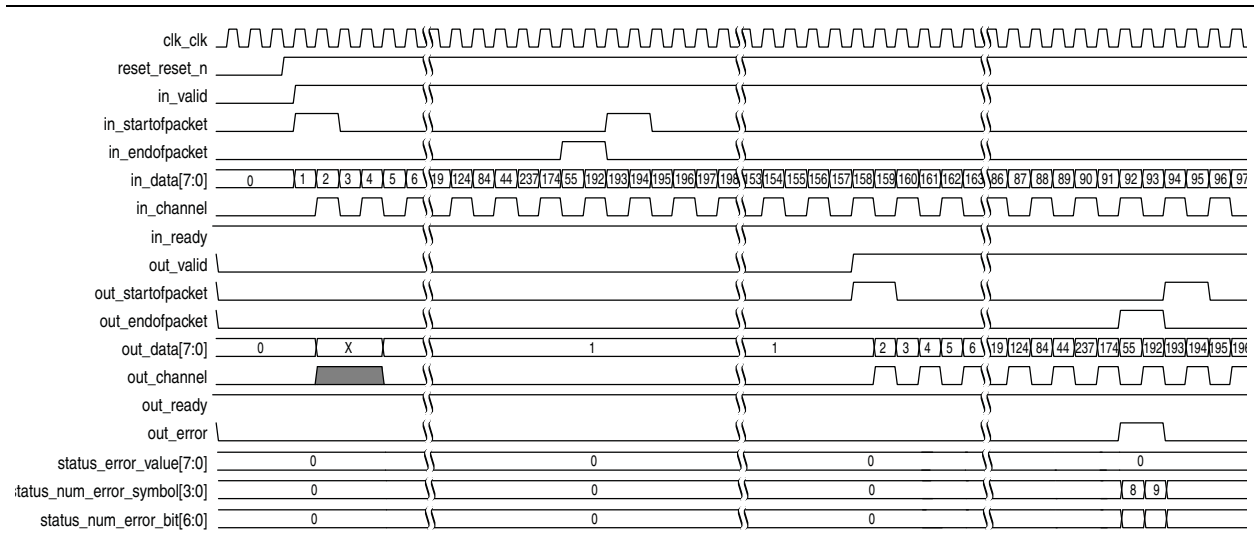 clk_clk
reset_reset_n
in_valid
in_startofpacket
in_endofpacket
in_data[7:0] 0 1 2 3 4 5 6 19 124 84 44 237 174 55 192 193 194 195 196 197 198 153 154 155 156 157 158 159 160 161 162 163 86 87 88 89 90 91 92 93 94 95 96 97
in_channel
in_ready
out_valid
out_startofpacket
out_endofpacket
out_data[7:0] 0 X 1 1 2 3 4 5 6 19 124 84 44 237 174 55 192 193 194 195 196
out_channel
out_ready
out_error
status_error_value[7:0] 0 0 0 0
tatus_num_error_symbol[3:0] 0 0 0 8 9
status_num_error_bit[6:0] 0 0 0